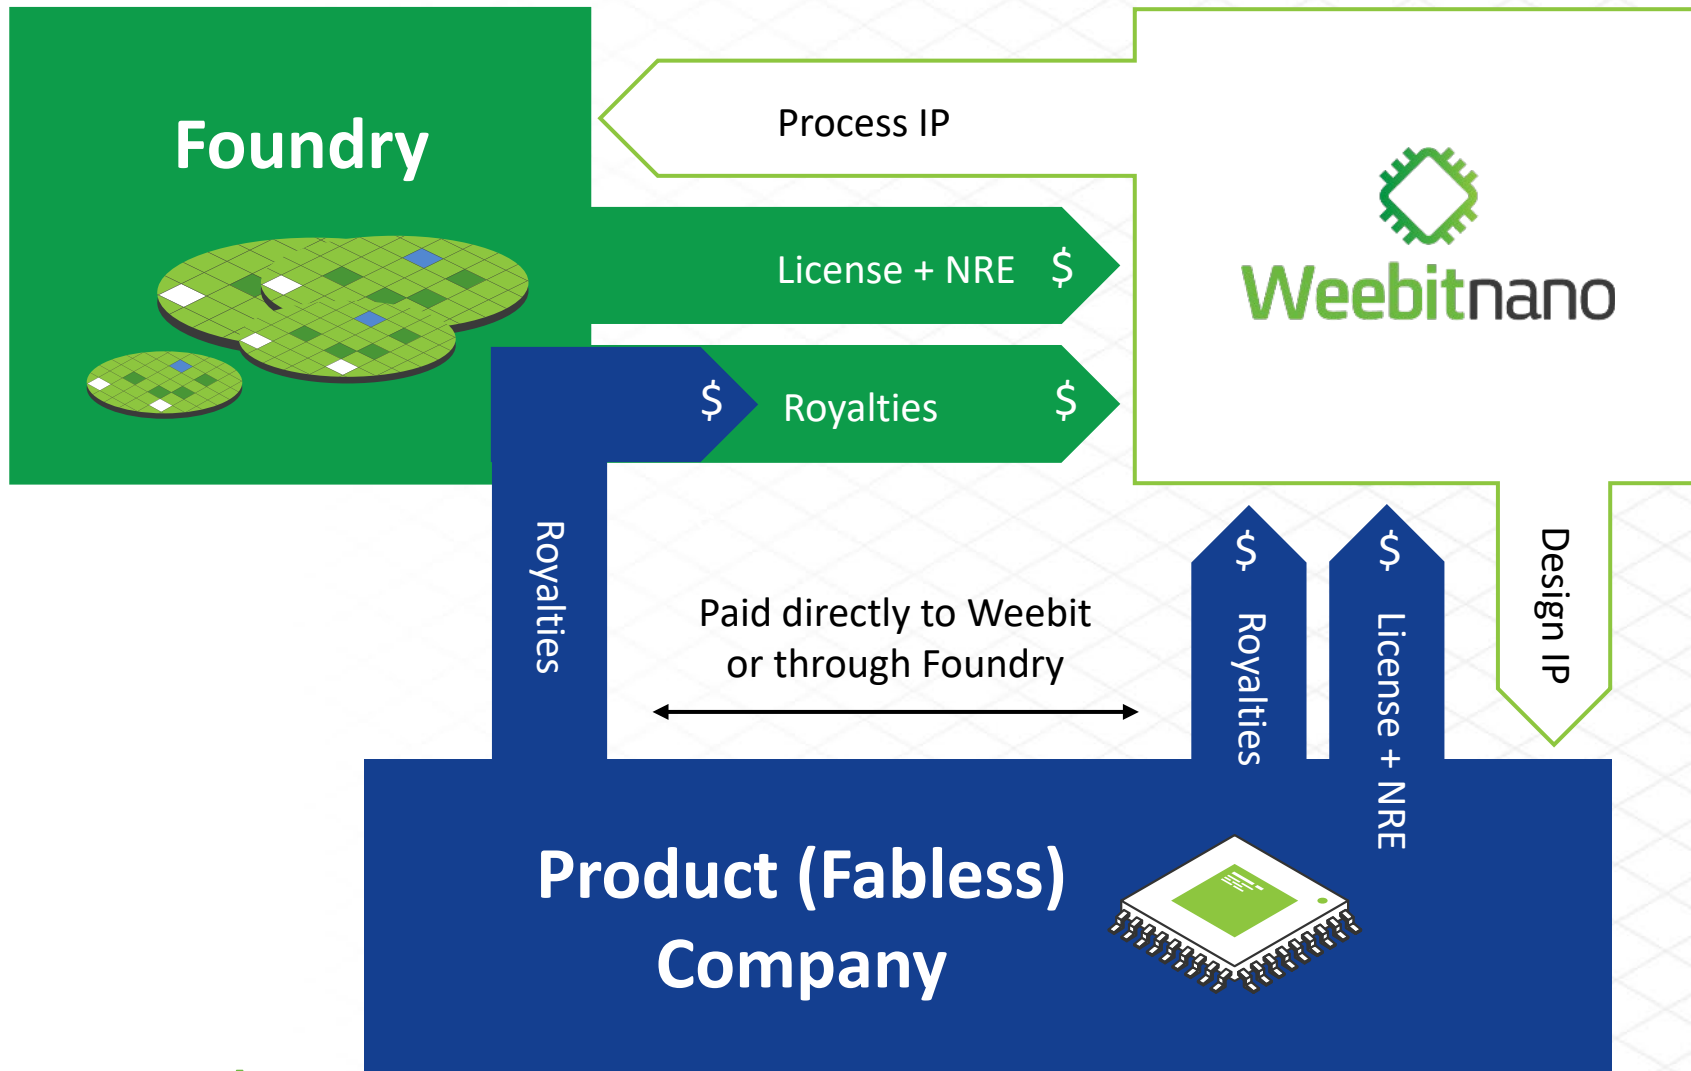 Foundry
Process IP
Weebitnano
License + NRE $
$ Royalties $
Royalties
Paid directly to Weebit
or through Foundry
$ Royalties
$ License + NRE
Design IP
Product (Fabless)
Company